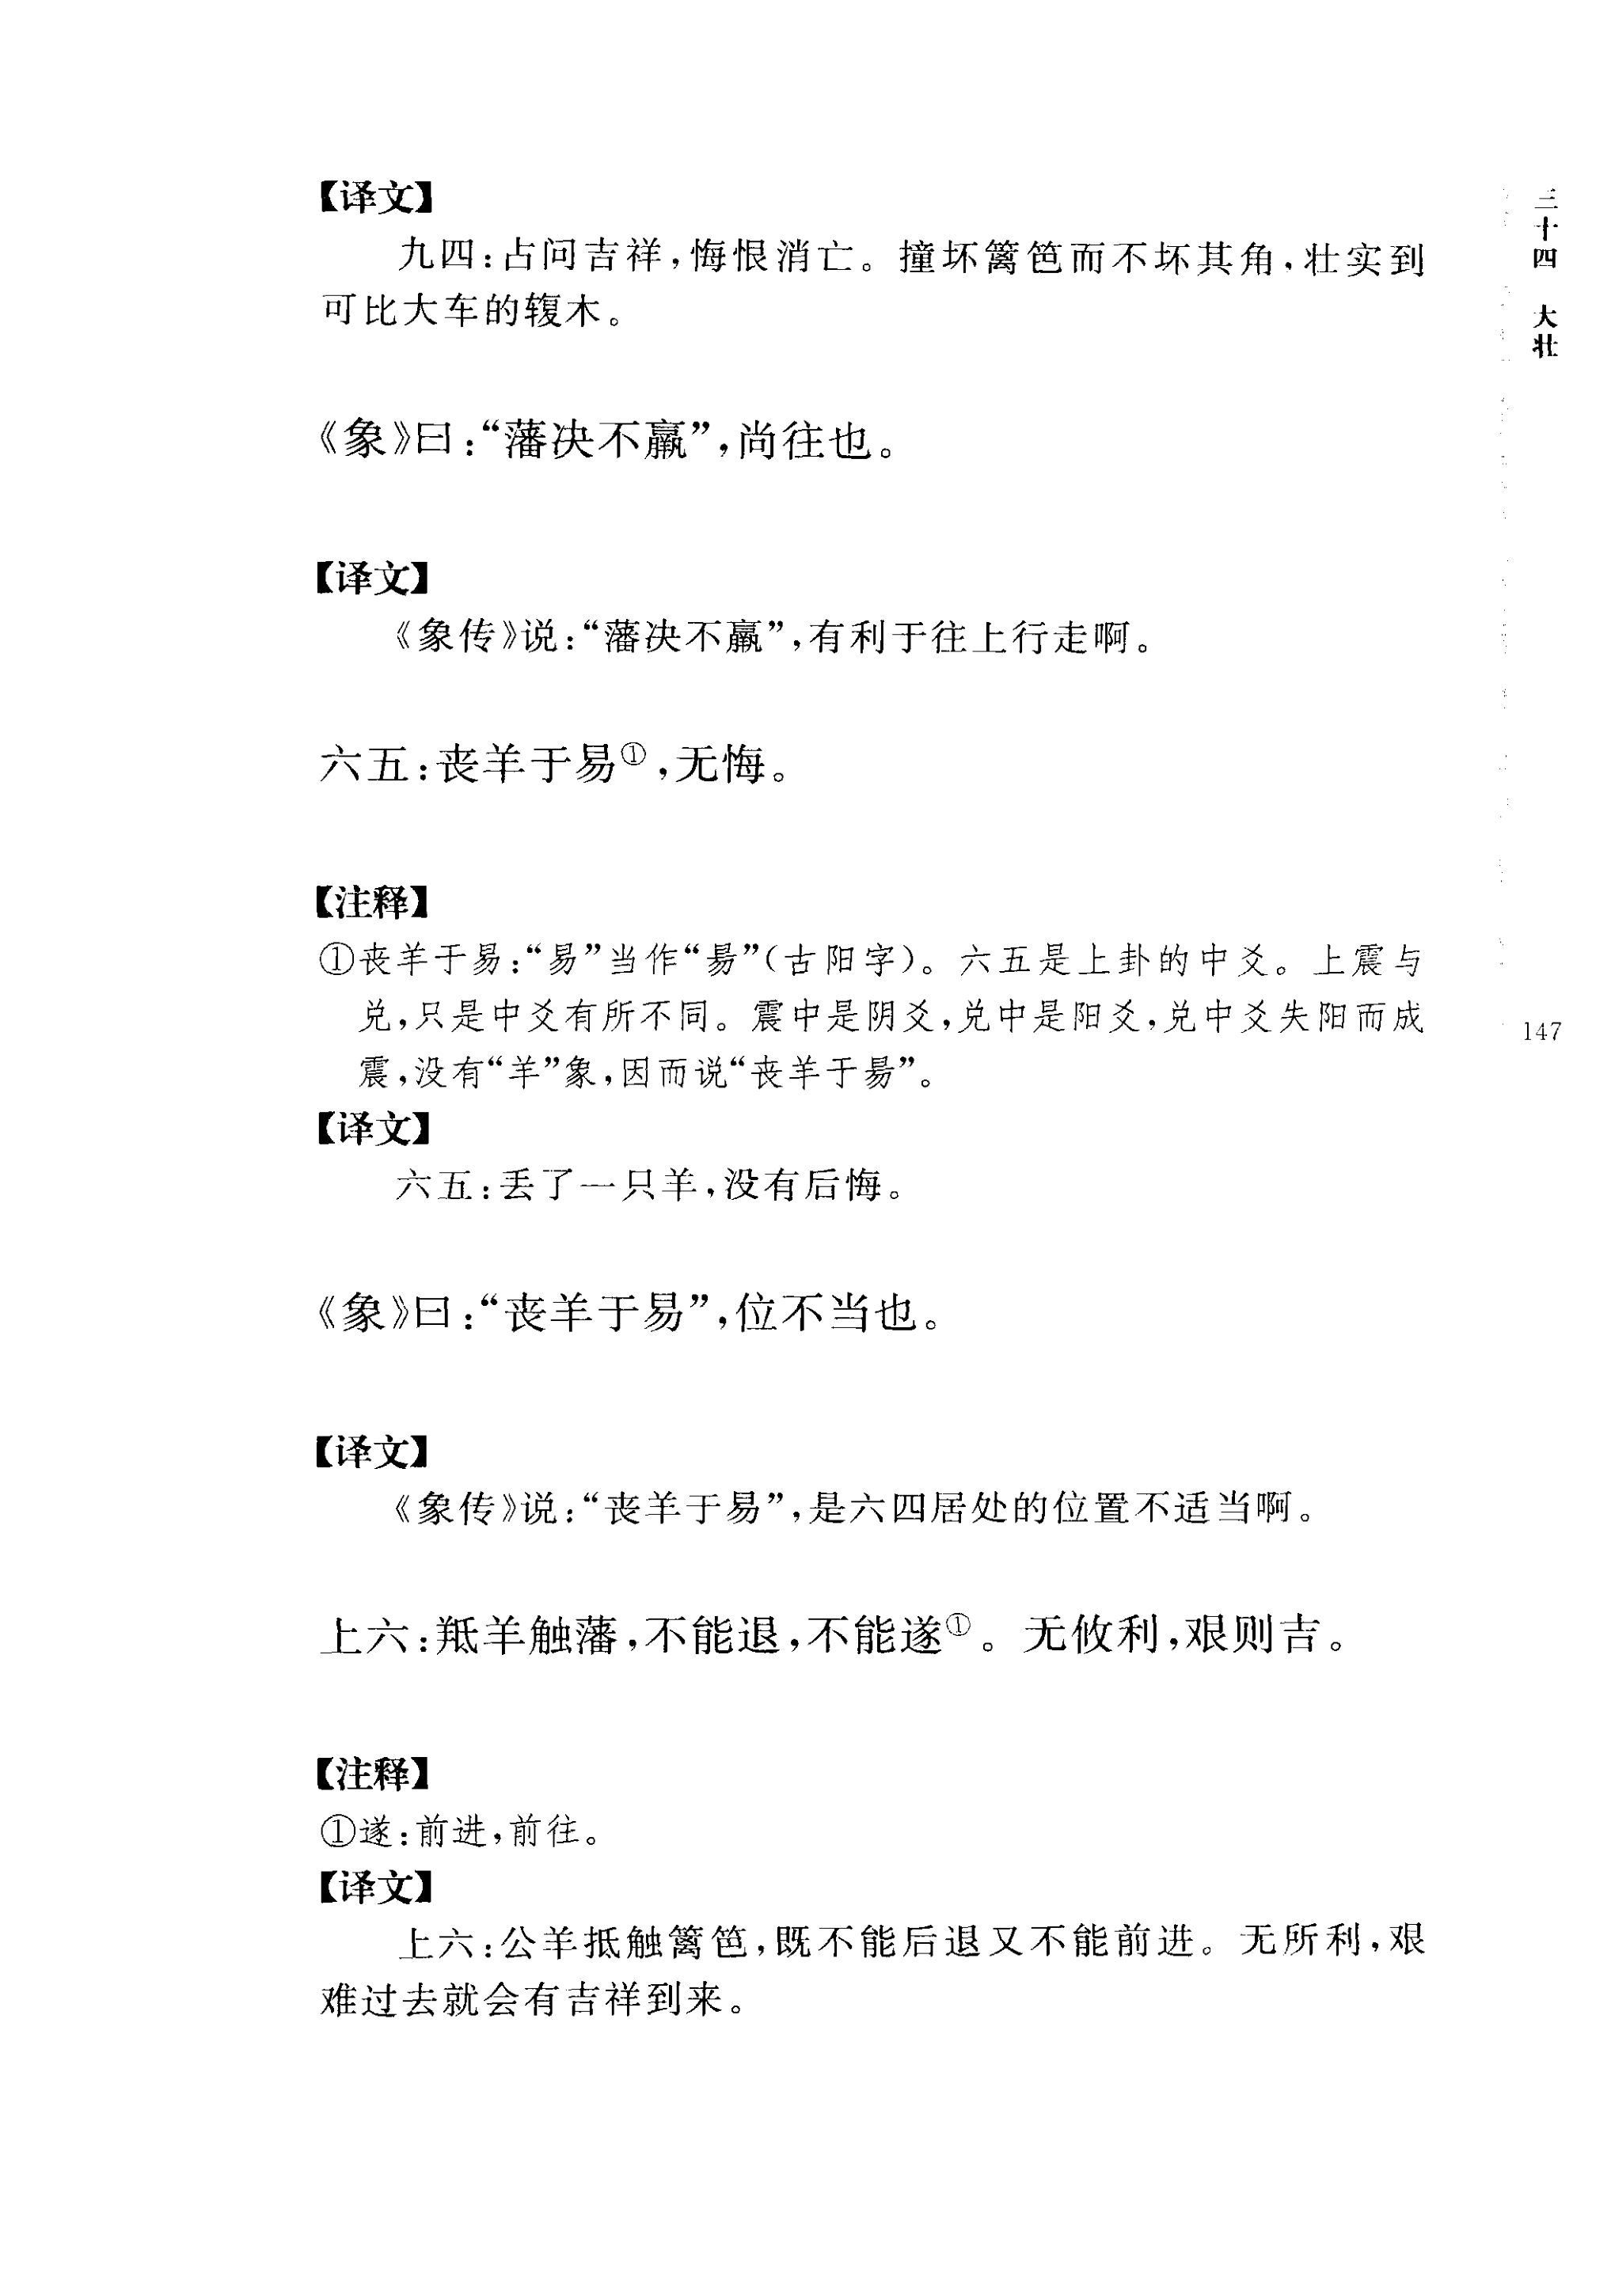 【译文】
九四：占问吉祥，悔恨消亡。撞坏篱笆而不坏其角，壮实到
可比大车的輹木。
《象》曰：“藩决不羸”，尚往也。
【译文】
《象传》说：“藩决不羸”，有利于往上行走啊。
六五：丧羊于易①，无悔。
【注释】
①丧羊于易：“易”当作“昜”（古阳字）。六五是上卦的中爻。上震与
兑，只是中爻有所不同。震中是阴爻，兑中是阳爻，兑中爻失阳而成
震，没有“羊”象，因而说“丧羊于昜”。
【译文】
六五：丢了一只羊，没有后悔。
《象》曰：“丧羊于易”，位不当也。
【译文】
《象传》说：“丧羊于易”，是六四居处的位置不适当啊。
上六：羝羊触藩，不能退，不能遂①。无攸利，艰则吉。
【注释】
①遂：前进，前往。
【译文】
上六：公羊抵触篱笆，既不能后退又不能前进。无所利，艰
难过去就会有吉祥到来。
三十四 大壮
147